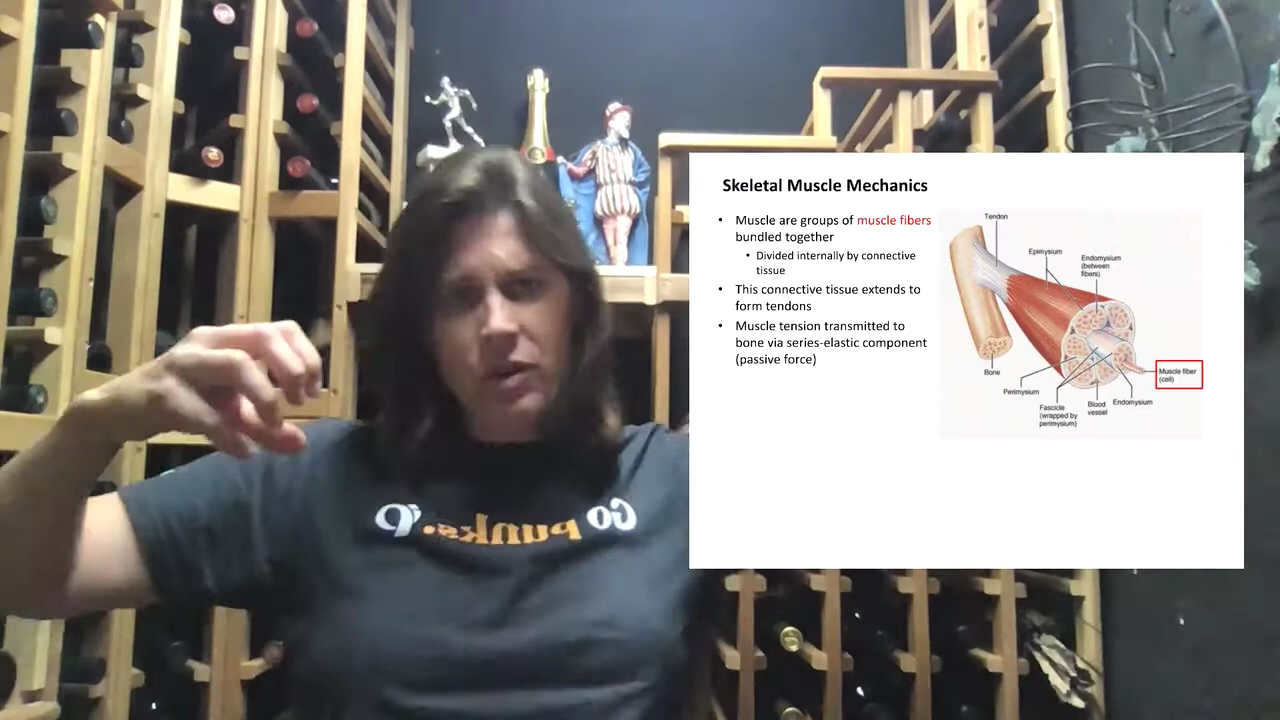 Skeletal Muscle Mechanics
• Muscle are groups of muscle fibers
bundled together
• Divided internally by connective
tissue
• This connective tissue extends to
form tendons
• Muscle tension transmitted to
bone via series-elastic component
(passive force)
Tendon
Epimysium
Endomysium
(between
fibers)
Bone
Perimysium
Fascicle
(wrapped by
perimysium)
Blood
vessel
Endomysium
Muscle fiber
(cell)
Go punks.